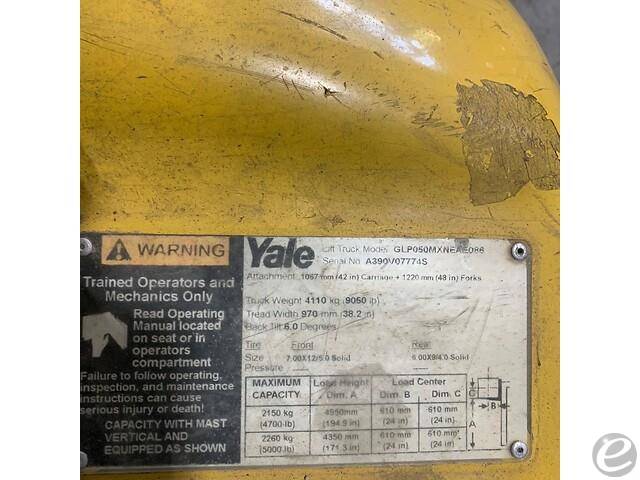 WARNING
Trained Operators and
Mechanics Only
Read Operating
Manual located
on seat or in
operators
compartment
Failure to follow operating,
inspection, and maintenance
instructions can cause
serious injury or death!
CAPACITY WITH MAST
VERTICAL AND
EQUIPPED AS SHOWN
Yale
Lift Truck Model GLP050MXNEAE086
Serial No. A390V07774S
Attachment 1067 mm (42 in) Carriage + 1220 mm (48 in) Forks
Truck Weight 4110 kg (9050 lb)
Tread Width 970 mm (38.2 in)
Back Tilt 6.0 Degrees
Tire Front Rear
Size 7.00X12/5.0 Solid 6.00X9/4.0 Solid
Pressure
MAXIMUM CAPACITY Load Height Dim. A Load Center Dim. B Dim. C
2150 kg 4950mm 610 mm 610 mm
(4700 lb) (194.9 in) (24 in) (24 in)
2260 kg 4350 mm 610 mm 610 mm
(5000 lb) (171.3 in) (24 in) (24 in)
C
B
A
e